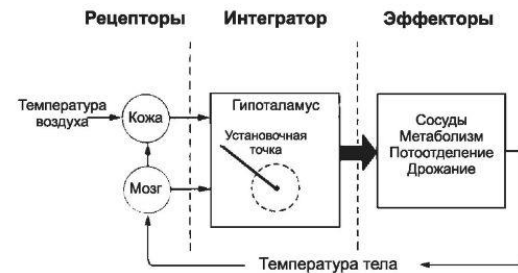 Рецепторы
Интегратор
Эффекторы
Температура
воздуха
Кожа
Мозг
Гипоталамус
Установочная
точка
Сосуды
Метаболизм
Потоотделение
Дрожание
Температура тела